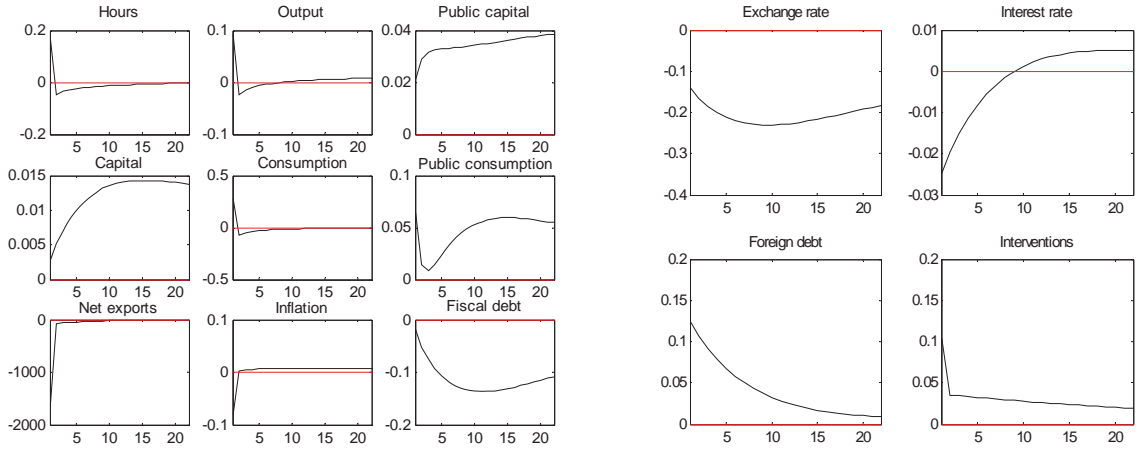 Hours
0.2
0
-0.2
5 10 15 20
Output
0.1
0
-0.1
5 10 15 20
Public capital
0.04
0.02
0
5 10 15 20
Capital
0.015
0.01
0.005
0
5 10 15 20
Consumption
0.5
0
-0.5
5 10 15 20
Public consumption
0.1
0.05
0
5 10 15 20
Net exports
0
-1000
-2000
5 10 15 20
Inflation
0.1
0
-0.1
5 10 15 20
Fiscal debt
0
-0.1
-0.2
5 10 15 20
Exchange rate
0
-0.1
-0.2
-0.3
-0.4
5 10 15 20
Interest rate
0.01
0
-0.01
-0.02
-0.03
5 10 15 20
Foreign debt
0.2
0.15
0.1
0.05
0
5 10 15 20
Interventions
0.2
0.15
0.1
0.05
0
5 10 15 20